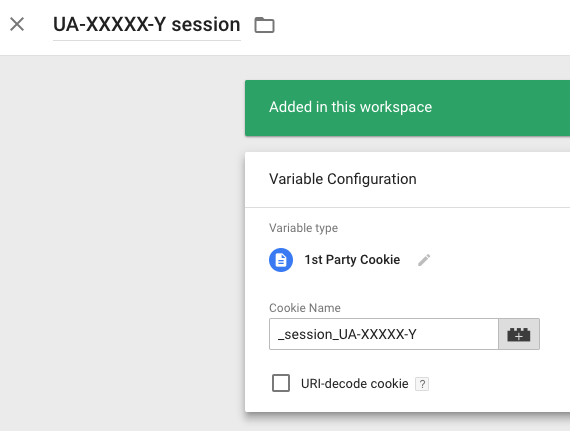 UA-XXXXX-Y session
Added in this workspace
Variable Configuration
Variable type
1st Party Cookie
Cookie Name
_session_UA-XXXXX-Y
URI-decode cookie ?